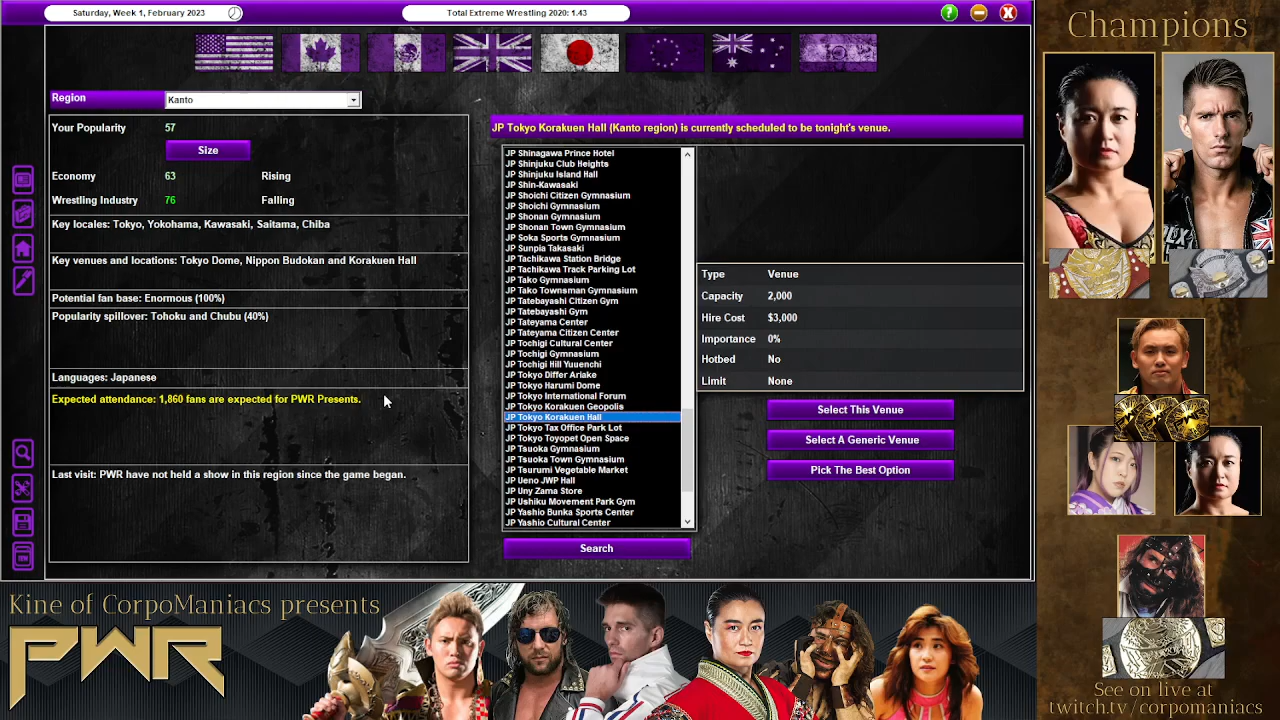 Saturday, Week 1, February 2023
Total Extreme Wrestling 2020: 1.43
Region
Kanto
Your Popularity 57
Size
Economy 63 Rising
Wrestling Industry 76 Falling
Key locales: Tokyo, Yokohama, Kawasaki, Saitama, Chiba
Key venues and locations: Tokyo Dome, Nippon Budokan and Korakuen Hall
Potential fan base: Enormous (100%)
Popularity spillover: Tohoku and Chubu (40%)
Languages: Japanese
Expected attendance: 1,860 fans are expected for PWR Presents.
Last visit: PWR have not held a show in this region since the game began.
JP Tokyo Korakuen Hall (Kanto region) is currently scheduled to be tonight's venue.
JP Shinagawa Prince Hotel
JP Shinjuku Club Heights
JP Shinjuku Island Hall
JP Shin-Kawasaki
JP Shoichi Citizen Gymnasium
JP Shoichi Gymnasium
JP Shonan Gymnasium
JP Shonan Town Gymnasium
JP Soka Sports Gymnasium
JP Sunpia Takasaki
JP Tachikawa Station Bridge
JP Tachikawa Track Parking Lot
JP Tako Gymnasium
JP Tako Townsman Gymnasium
JP Tatebayashi Citizen Gym
JP Tatebayashi Gym
JP Tateyama Center
JP Tateyama Citizen Center
JP Tochigi Cultural Center
JP Tochigi Gymnasium
JP Tochigi Hill Yuuenchi
JP Tokyo Differ Ariake
JP Tokyo Harumi Dome
JP Tokyo International Forum
JP Tokyo Korakuen Geopolis
JP Tokyo Korakuen Hall
JP Tokyo Tax Office Park Lot
JP Tokyo Toyopet Open Space
JP Tsuoka Gymnasium
JP Tsuoka Town Gymnasium
JP Tsurumi Vegetable Market
JP Ueno JWP Hall
JP Uny Zama Store
JP Ushiku Movement Park Gym
JP Yashio Bunka Sports Center
JP Yashio Cultural Center
Search
Type Venue
Capacity 2,000
Hire Cost $3,000
Importance 0%
Hotbed No
Limit None
Select This Venue
Select A Generic Venue
Pick The Best Option
Champions
See on live at
twitch.tv/corpomaniacs
Kine of CorpoManiacs presents
PWR